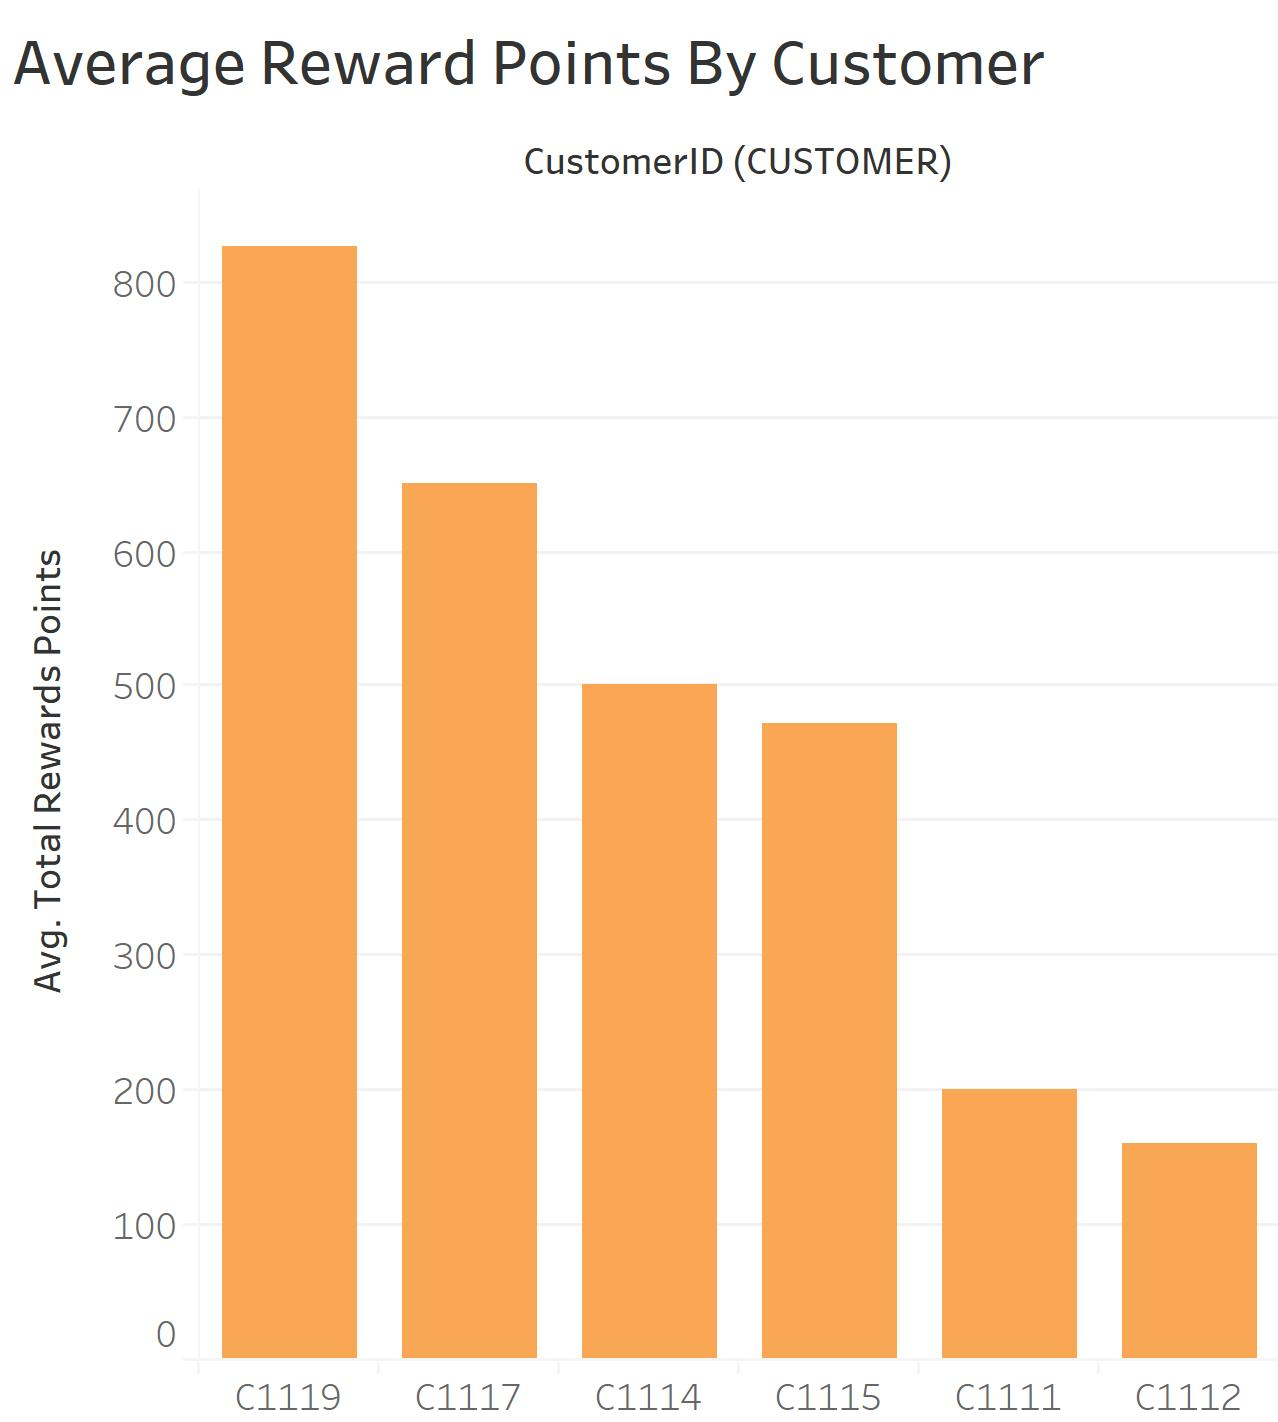 Average Reward Points By Customer
CustomerID (CUSTOMER)
Avg. Total Rewards Points
800
700
600
500
400
300
200
100
0
C1119 C1117 C1114 C1115 C1111 C1112